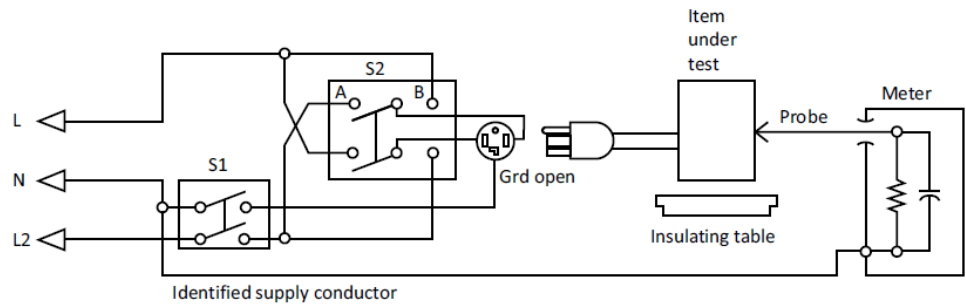 Item
under
test
S2
A
B
Meter
L
Probe
S1
N
Grd open
L2
Insulating table
Identified supply conductor